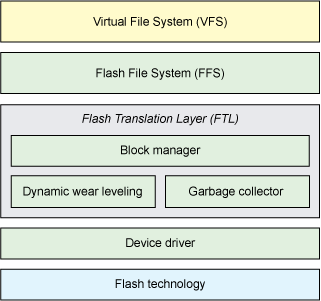 Virtual File System (VFS)
Flash File System (FFS)
Flash Translation Layer (FTL)
Block manager
Dynamic wear leveling
Garbage collector
Device driver
Flash technology